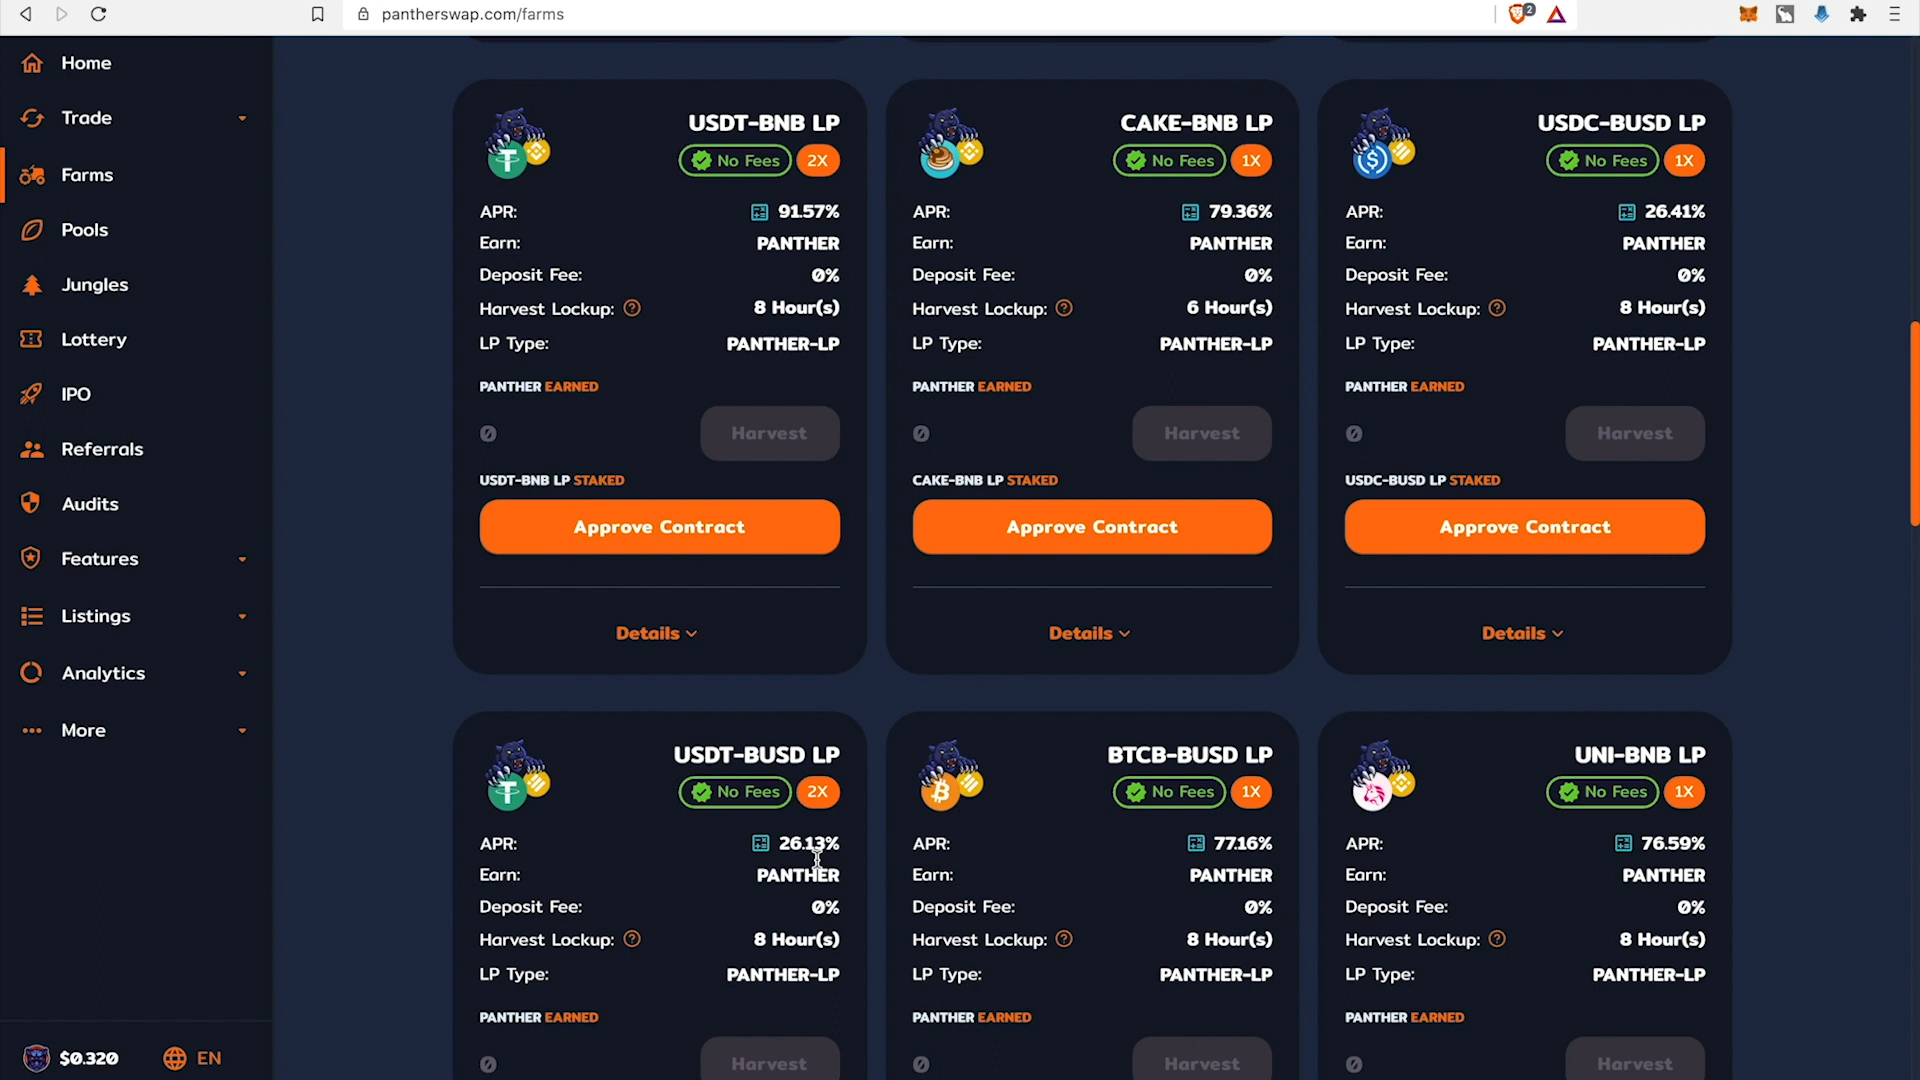 pantherswap.com/farms
2
Home
Trade
Farms
Pools
Jungles
Lottery
IPO
Referrals
Audits
Features
Listings
Analytics
More
$0.320
EN
USDT-BNB LP
No Fees 2X
APR: 91.57%
Earn: PANTHER
Deposit Fee: 0%
Harvest Lockup: ? 8 Hour(s)
LP Type: PANTHER-LP
PANTHER EARNED
0 Harvest
USDT-BNB LP STAKED
Approve Contract
Details
CAKE-BNB LP
No Fees 1X
APR: 79.36%
Earn: PANTHER
Deposit Fee: 0%
Harvest Lockup: ? 6 Hour(s)
LP Type: PANTHER-LP
PANTHER EARNED
0 Harvest
CAKE-BNB LP STAKED
Approve Contract
Details
USDC-BUSD LP
No Fees 1X
APR: 26.41%
Earn: PANTHER
Deposit Fee: 0%
Harvest Lockup: ? 8 Hour(s)
LP Type: PANTHER-LP
PANTHER EARNED
0 Harvest
USDC-BUSD LP STAKED
Approve Contract
Details
USDT-BUSD LP
No Fees 2X
APR: 26.13%
Earn: PANTHER
Deposit Fee: 0%
Harvest Lockup: ? 8 Hour(s)
LP Type: PANTHER-LP
PANTHER EARNED
0 Harvest
BTCB-BUSD LP
No Fees 1X
APR: 77.16%
Earn: PANTHER
Deposit Fee: 0%
Harvest Lockup: ? 8 Hour(s)
LP Type: PANTHER-LP
PANTHER EARNED
0 Harvest
UNI-BNB LP
No Fees 1X
APR: 76.59%
Earn: PANTHER
Deposit Fee: 0%
Harvest Lockup: ? 8 Hour(s)
LP Type: PANTHER-LP
PANTHER EARNED
0 Harvest